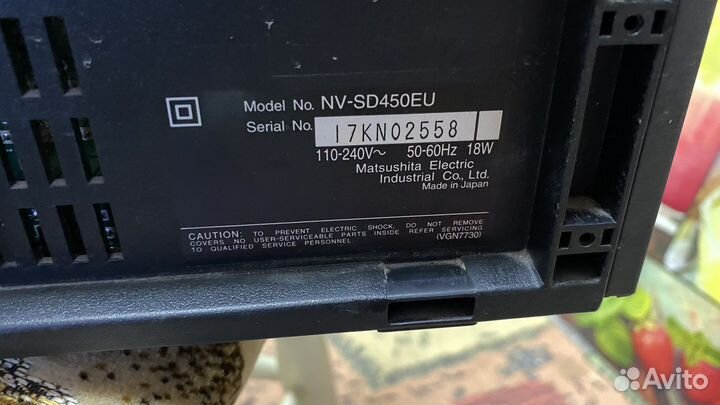 Model No. NV-SD450EU
Serial No. I7KN02558
110-240V~ 50-60Hz 18W
Matsushita Electric
Industrial Co., Ltd.
Made in Japan
CAUTION: TO PREVENT ELECTRIC SHOCK, DO NOT REMOVE
COVERS. NO USER-SERVICEABLE PARTS INSIDE. REFER SERVICING
TO QUALIFIED SERVICE PERSONNEL.
(VGN7730)
Avito